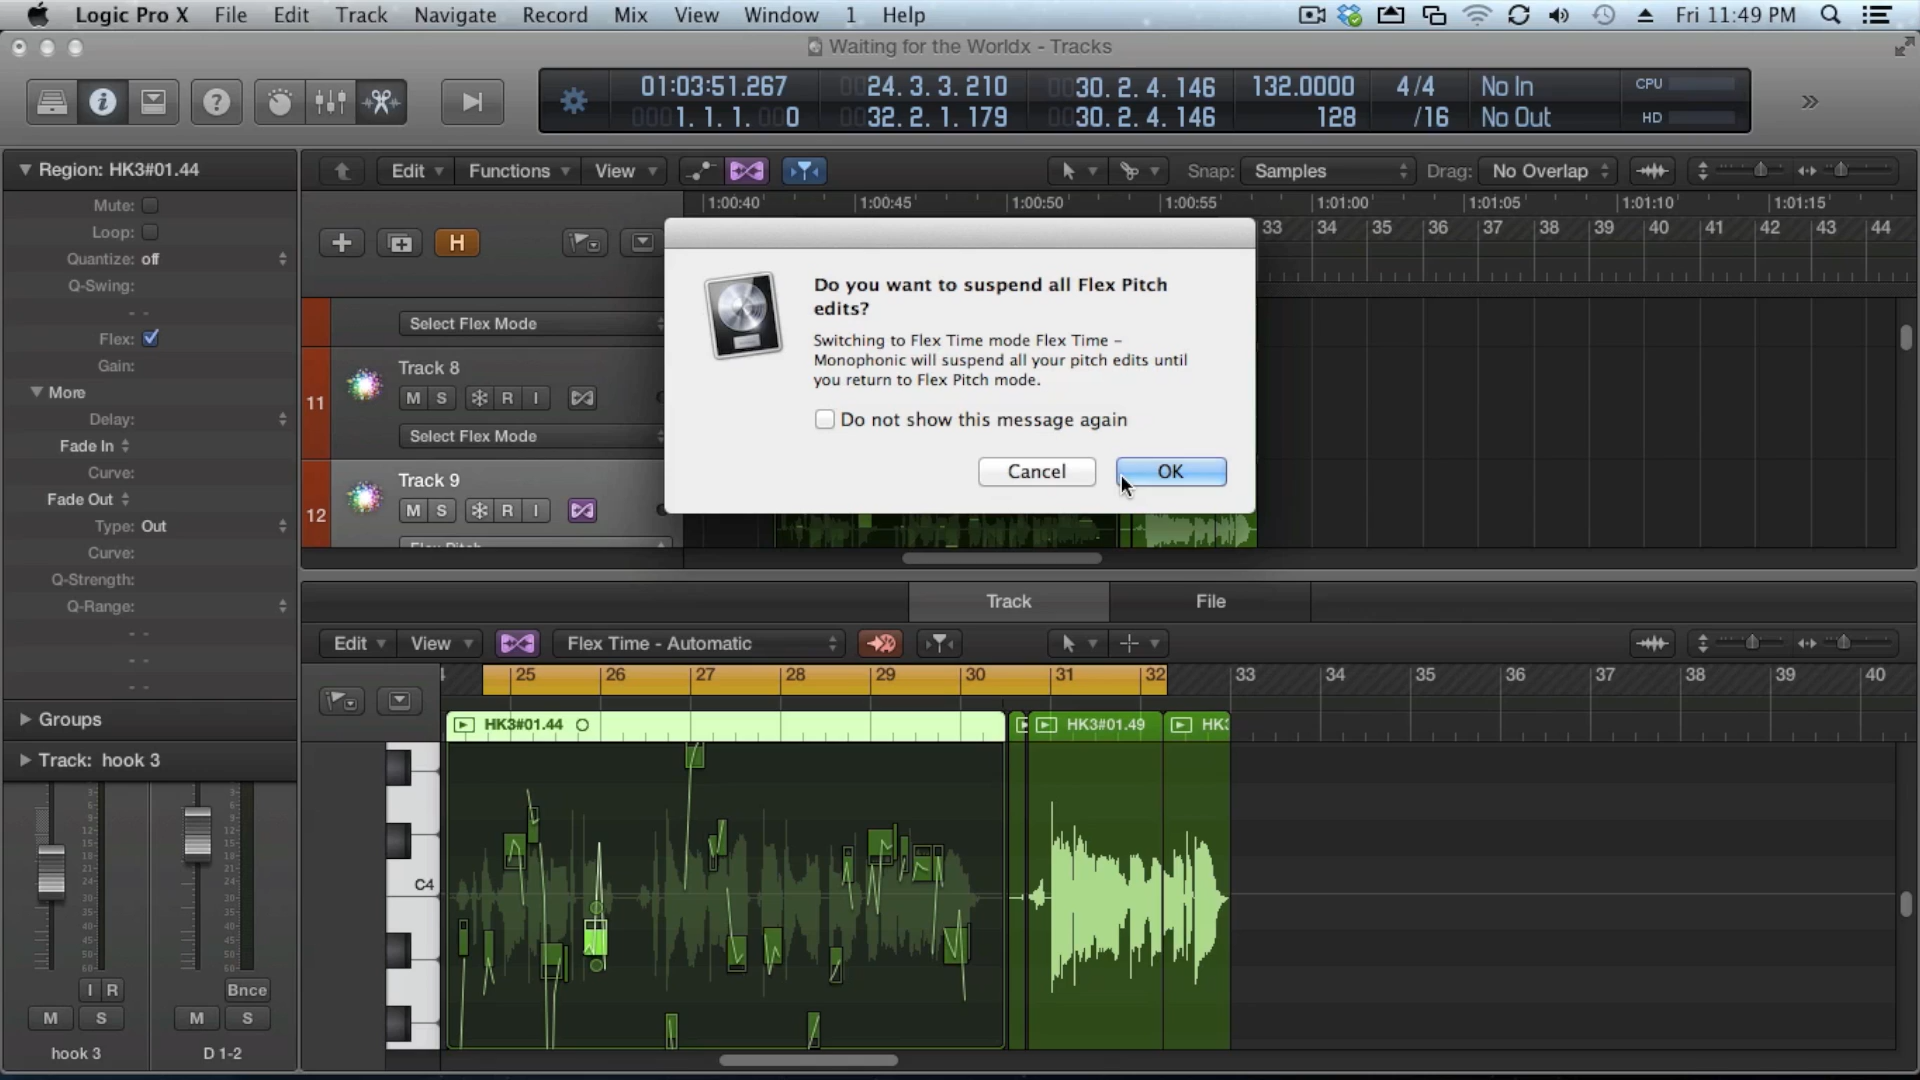 Logic Pro X File Edit Track Navigate Record Mix View Window 1 Help Fri 11:49 PM
Waiting for the Worldx - Tracks
01:03:51.267 24. 3. 3. 210 30. 2. 4. 146 132.0000 4/4 No In CPU
1. 1. 1. 0 32. 2. 1. 179 30. 2. 4. 146 128 /16 No Out HD
Region: HK3#01.44
Edit Functions View Snap: Samples Drag: No Overlap
Mute:
Loop:
Quantize: off
Q-Swing:
- -
Flex:
Gain:
More
Delay:
Fade In
Curve:
Fade Out
Type: Out
Curve:
Q-Strength:
Q-Range:
- -
- -
- -
Groups
Track: hook 3
I R Bnce
M S M S
hook 3 D 1-2
1:00:40 1:00:45 1:00:50 1:00:55 1:01:00 1:01:05 1:01:10 1:01:15
33 34 35 36 37 38 39 40 41 42 43 44
H
Select Flex Mode
11 Track 8
M S R I
Select Flex Mode
12 Track 9
M S R I
Flex Pitch
Do you want to suspend all Flex Pitch
edits?
Switching to Flex Time mode Flex Time –
Monophonic will suspend all your pitch edits until
you return to Flex Pitch mode.
Do not show this message again
Cancel OK
Track File
Edit View Flex Time - Automatic
25 26 27 28 29 30 31 32 33 34 35 36 37 38 39 40
HK3#01.44 HK3#01.49
C4